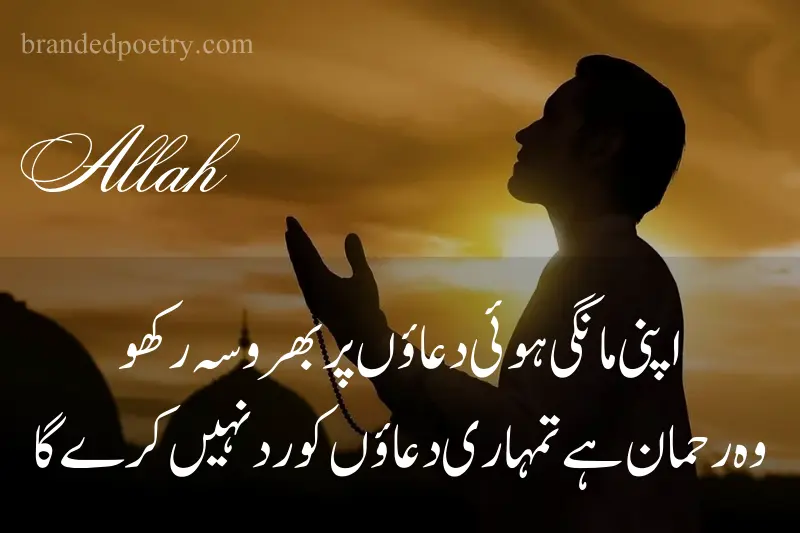 brandedpoetry.com
Allah
اپنی مانگی ہوئی دعاؤں پر بھروسہ رکھو
وہ رحمان ہے تمہاری دعاؤں کو رد نہیں کرے گا